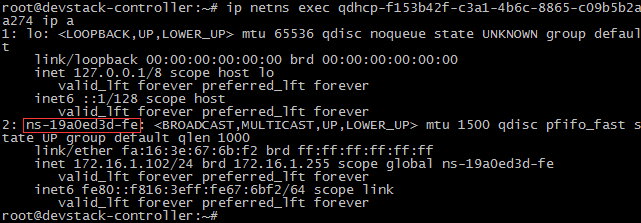 root@devstack-controller:~# ip netns exec qdhcp-f153b42f-c3a1-4b6c-8865-c09b5b2a
a274 ip a
1: lo: <LOOPBACK,UP,LOWER_UP> mtu 65536 qdisc noqueue state UNKNOWN group defaul
t
    link/loopback 00:00:00:00:00:00 brd 00:00:00:00:00:00
    inet 127.0.0.1/8 scope host lo
       valid_lft forever preferred_lft forever
    inet6 ::1/128 scope host
       valid_lft forever preferred_lft forever
2: ns-19a0ed3d-fe: <BROADCAST,MULTICAST,UP,LOWER_UP> mtu 1500 qdisc pfifo_fast s
tate UP group default qlen 1000
    link/ether fa:16:3e:67:6b:f2 brd ff:ff:ff:ff:ff:ff
    inet 172.16.1.102/24 brd 172.16.1.255 scope global ns-19a0ed3d-fe
       valid_lft forever preferred_lft forever
    inet6 fe80::f816:3eff:fe67:6bf2/64 scope link
       valid_lft forever preferred_lft forever
root@devstack-controller:~#